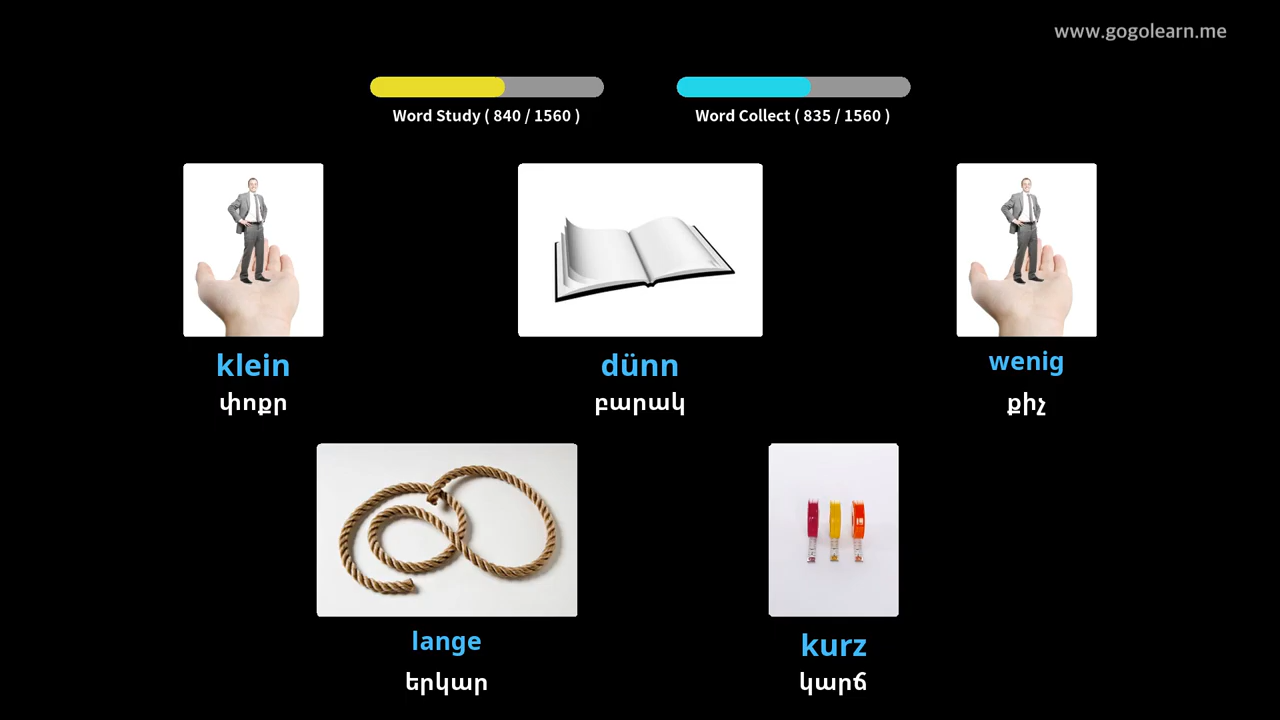 www.gogolearn.me
Word Study ( 840 / 1560 )
Word Collect ( 835 / 1560 )
klein
փոքր
dünn
բարակ
wenig
քիչ
lange
երկար
kurz
կարճ